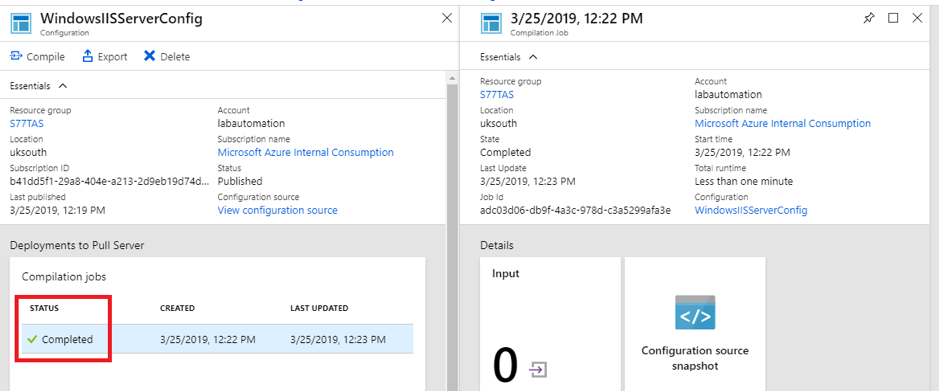 WindowsIISServerConfig
Configuration
Compile Export Delete
Essentials
Resource group Account
S77TAS labautomation
Location Subscription name
uksouth Microsoft Azure Internal Consumption
Subscription ID Status
b41dd5f1-29a8-404e-a213-2d9eb19d74d... Published
Last published Configuration source
3/25/2019, 12:19 PM View configuration source
Deployments to Pull Server
Compilation jobs
STATUS CREATED LAST UPDATED
Completed 3/25/2019, 12:22 PM 3/25/2019, 12:23 PM
3/25/2019, 12:22 PM
Compilation Job
Essentials
Resource group Account
S77TAS labautomation
Location Subscription name
uksouth Microsoft Azure Internal Consumption
State Start time
Completed 3/25/2019, 12:22 PM
Last Update Total runtime
3/25/2019, 12:23 PM Less than one minute
Job Id Configuration
adc03d06-db9f-4a3c-978d-c3a5299afa3e WindowsIISServerConfig
Details
Input
0
Configuration source
snapshot